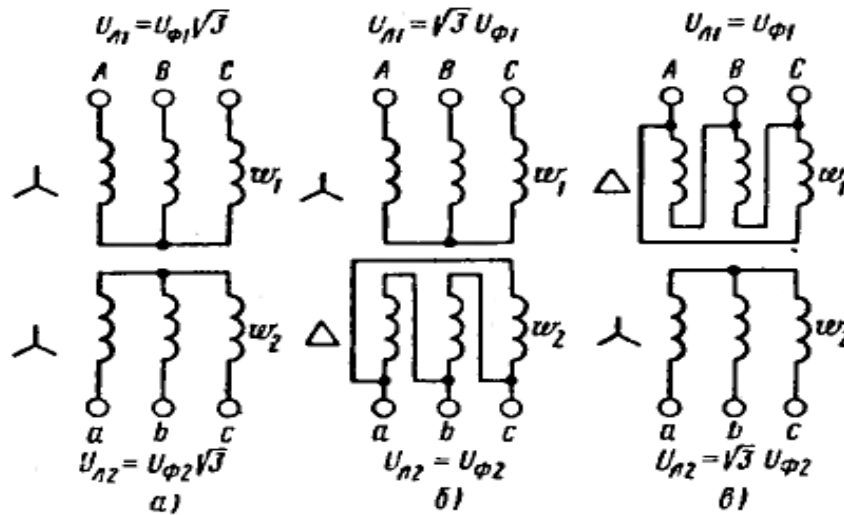 Uл1 = Uф1√3
Uл1 = √3 Uф1
Uл1 = Uф1
A B C
A B C
A B C
w1
w1
w1
w2
w2
w2
a b c
a b c
a b c
Uл2 = Uф2√3
Uл2 = Uф2
Uл2 = √3 Uф2
а)
б)
в)